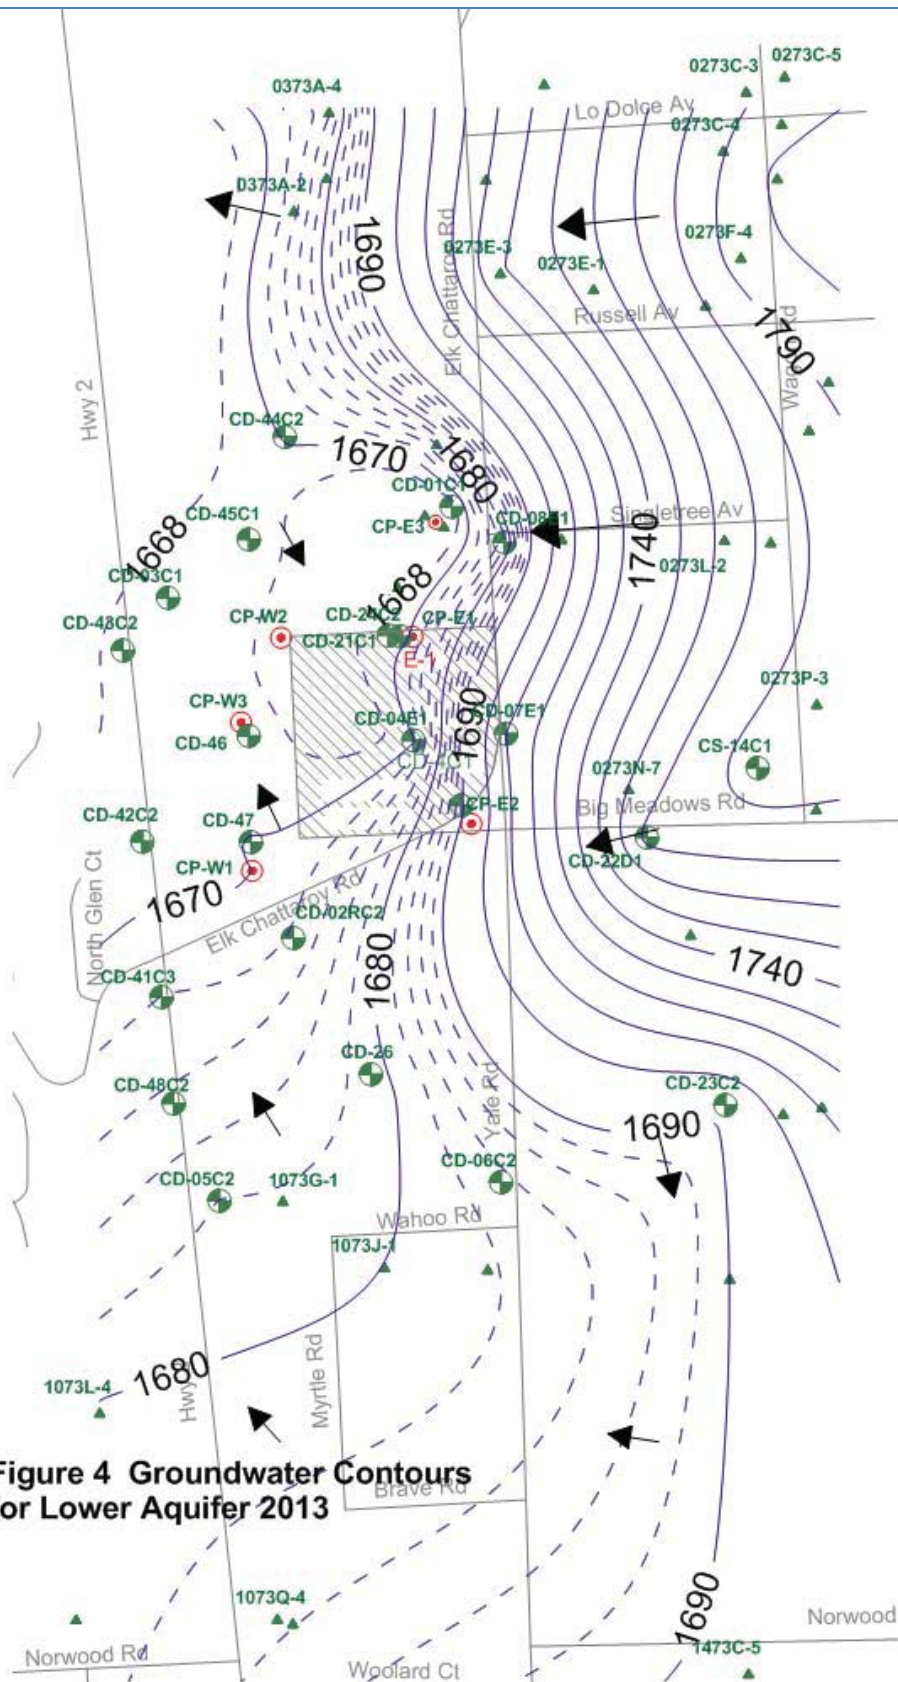 0273C-5
0273C-3
0373A-4
Lo Dolce Av
0273C-4
0373A-2
1690
Elk Chattaroy Rd
0273F-4
0273E-3
0273E-1
Russell Av
1790
Hwy 2
CD-44C2
1670
1680
CD-01C1
CD-45C1
CP-E3
CD-08E1
Singletree Av
1668
1740
0273L-2
CD-03C1
1668
CD-48C2
CP-W2
CP-E1
CD-21C1
E-1
0273P-3
CP-W3
CD-04E1
1690
CD-07E1
CD-46
CS-14C1
0273N-7
CP-E2
Big Meadows Rd
CD-42C2
CD-47
CD-22D1
CP-W1
1670
North Glen Ct
Elk Chattaroy Rd
CD-02RC2
1680
1740
CD-41C3
CD-26
Yale Rd
CD-48C2
CD-23C2
1690
CD-06C2
CD-05C2
1073G-1
Wahoo Rd
1073J-1
Myrtle Rd
1680
1073L-4
Hwy
Figure 4 Groundwater Contours
or Lower Aquifer 2013
Brave Rd
1073Q-4
1690
Norwood
Norwood Rd
Woolard Ct
1473C-5